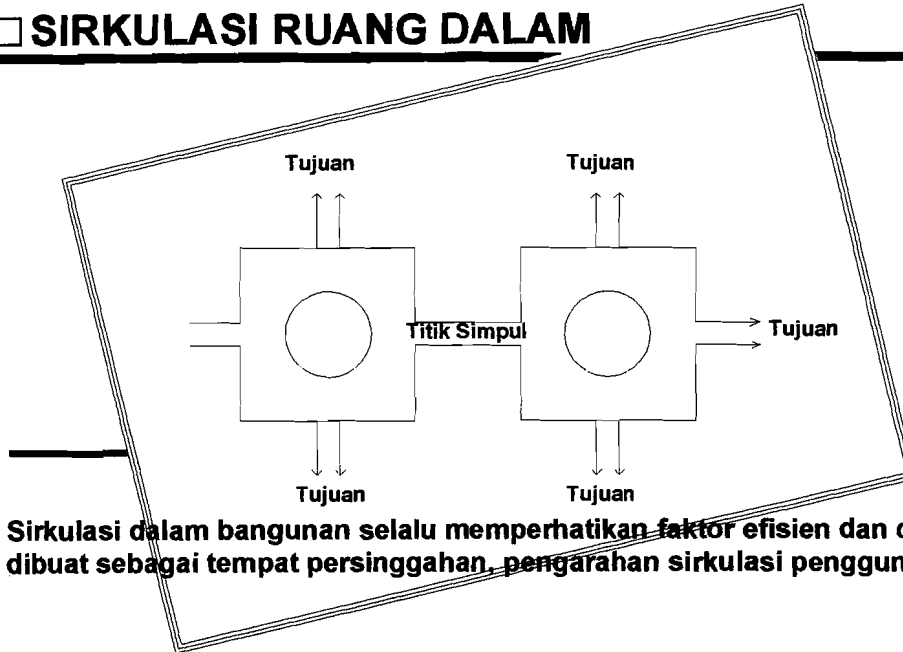 SIRKULASI RUANG DALAM
Tujuan Tujuan
Titik Simpul Tujuan
Tujuan Tujuan
Sirkulasi dalam bangunan selalu memperhatikan faktor efisien dan
dibuat sebagai tempat persinggahan, pengarahan sirkulasi